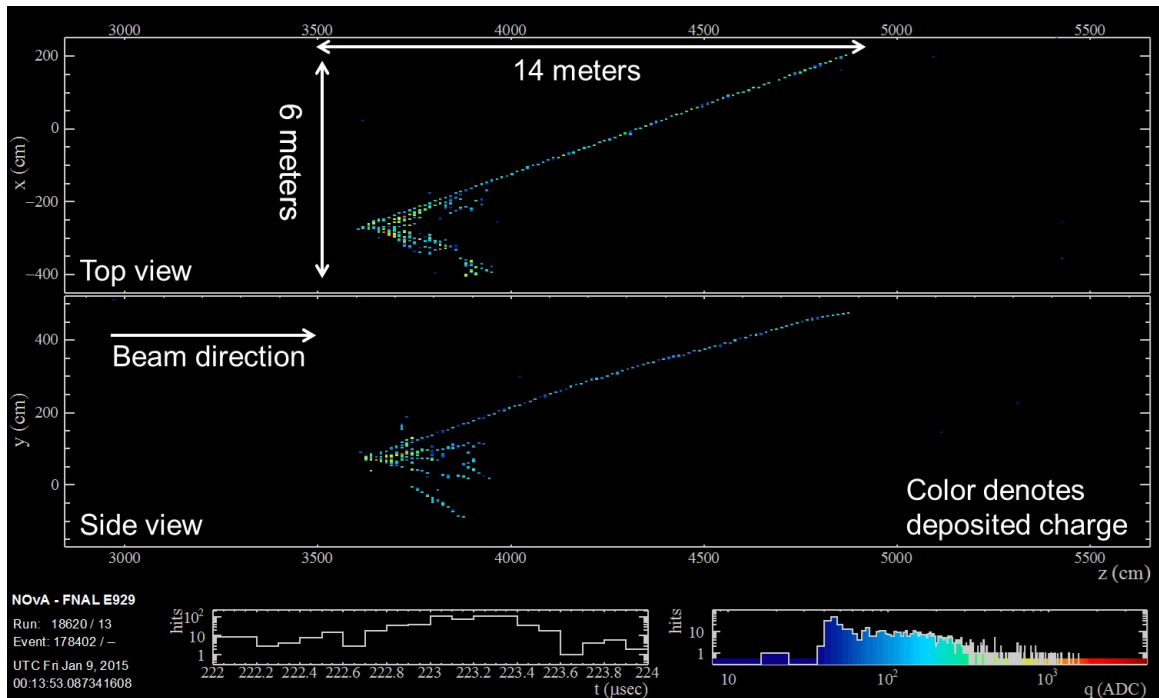 3000 3500 4000 4500 5000 5500
14 meters
6 meters
x (cm)
200
0
−200
−400
Top view
Beam direction
y (cm)
400
200
0
Side view
Color denotes
deposited charge
3000 3500 4000 4500 5000 5500
z (cm)
NOvA - FNAL E929
Run: 18620 / 13
Event: 178402 / --
UTC Fri Jan 9, 2015
00:13:53.087341608
hits
10²
10
1
222 222.2 222.4 222.6 222.8 223 223.2 223.4 223.6 223.8 224
t (μsec)
hits
10
1
10 10² 10³
q (ADC)